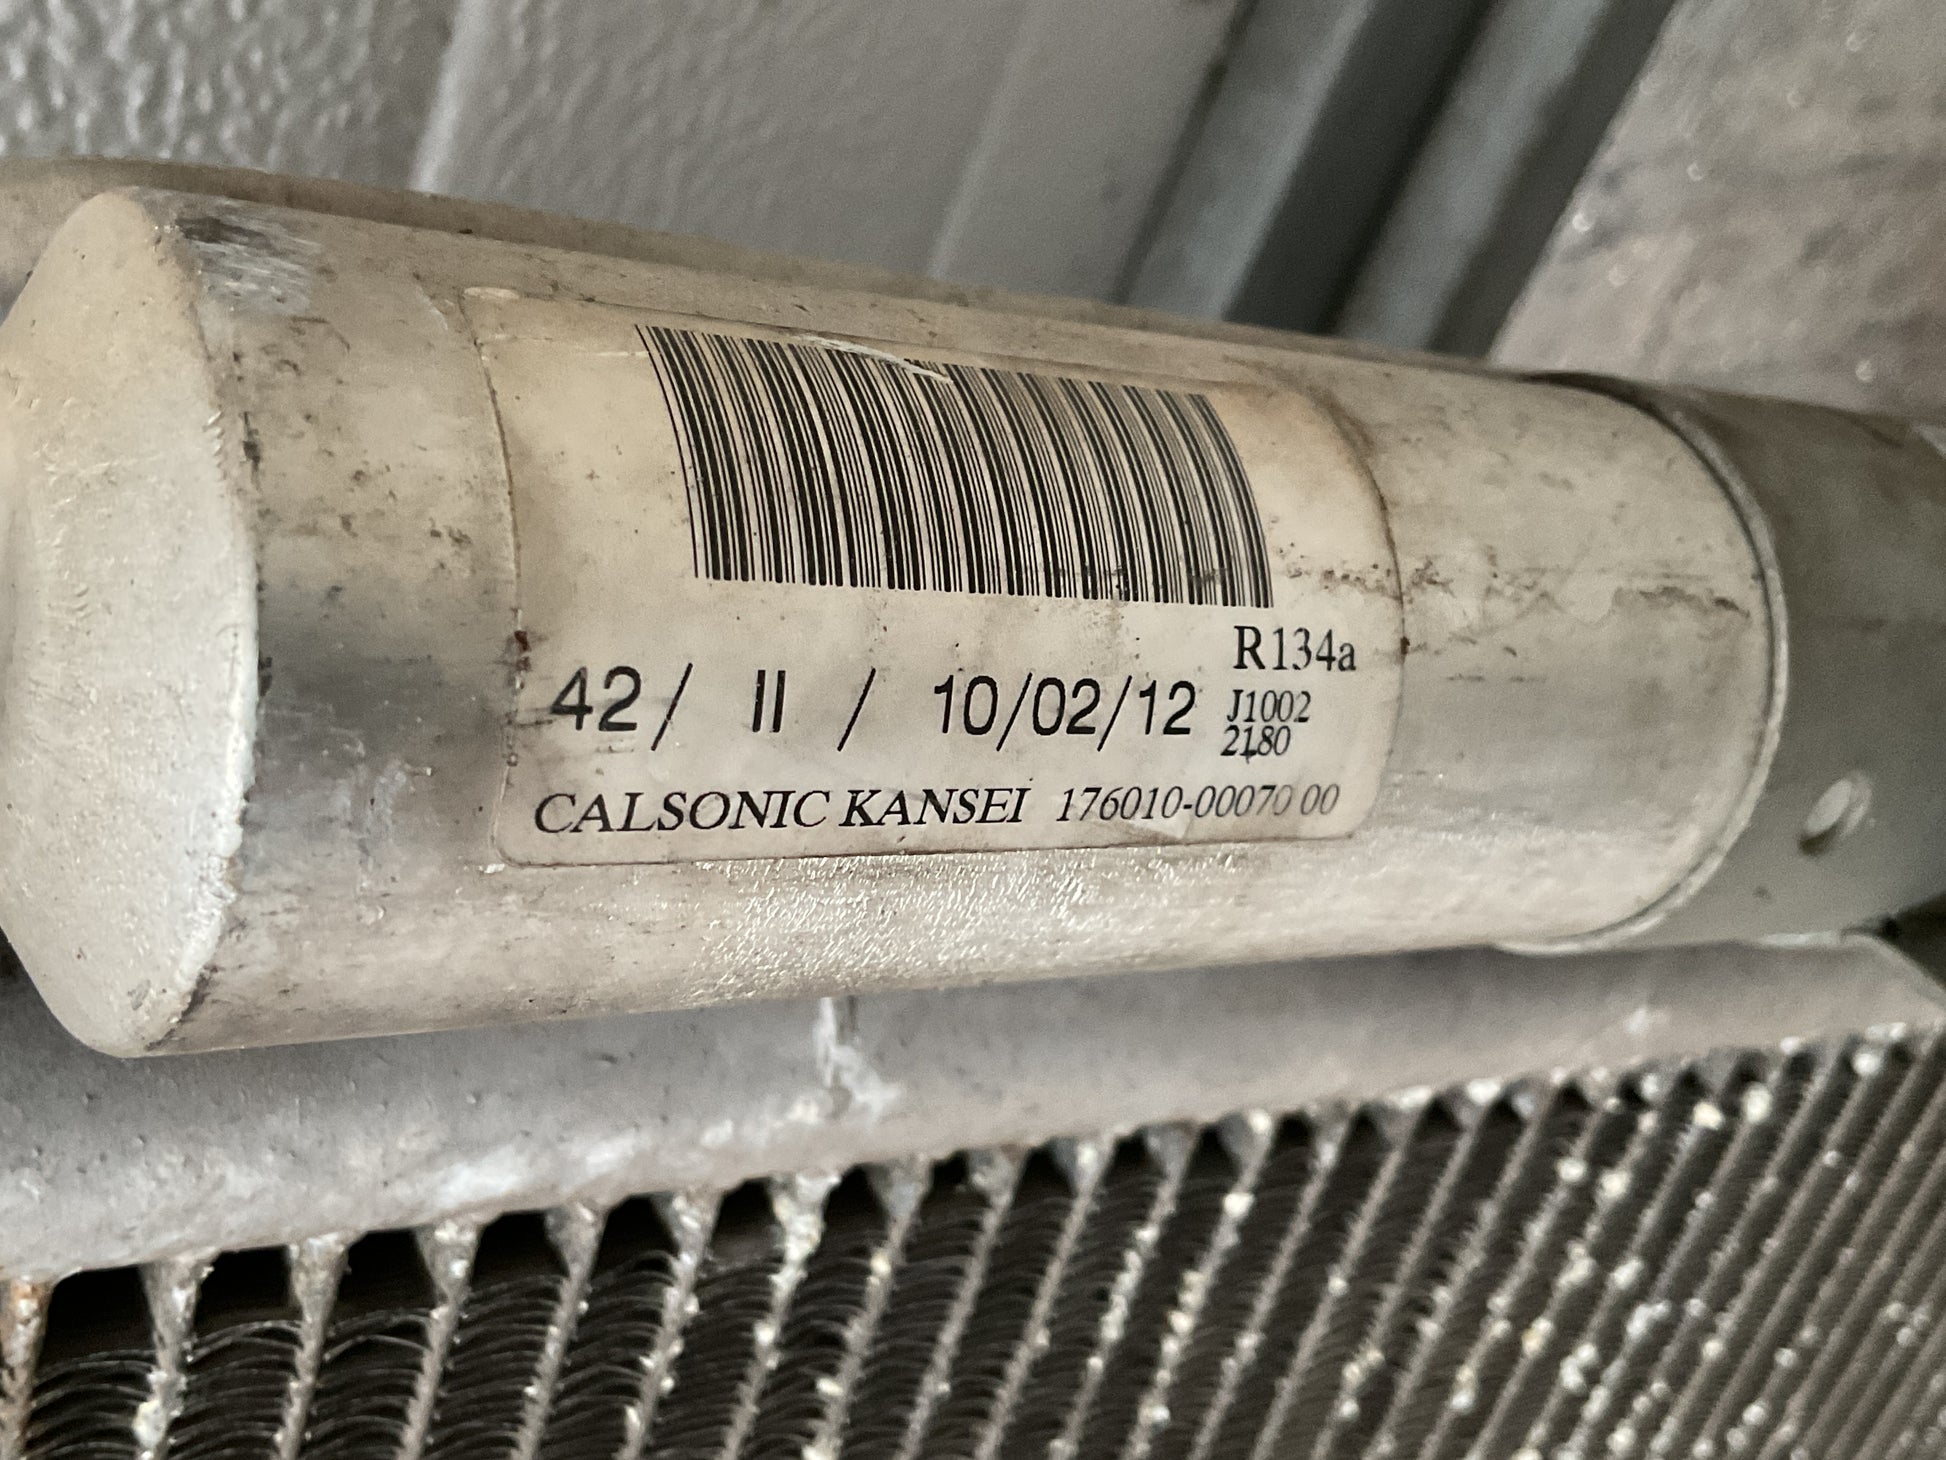 R134a
42/ II / 10/02/12 J1002
2180
CALSONIC KANSEI 176010-00070 00